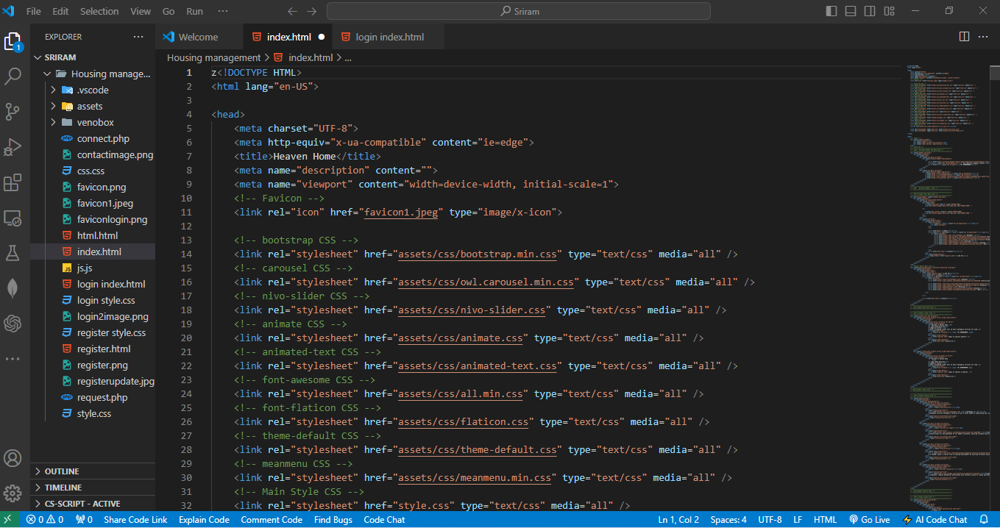 File Edit Selection View Go Run ··· Sriram
EXPLORER ···
Welcome index.html login index.html ···
1
SRIRAM
Housing manage...
.vscode
assets
venobox
connect.php
contactimage.png
css.css
favicon.png
favicon1.jpeg
faviconlogin.png
html.html
index.html
JS js.js
login index.html
login style.css
login2image.png
register style.css
register.html
register.png
registerupdate.jpg
request.php
style.css
OUTLINE
TIMELINE
CS-SCRIPT - ACTIVE
Housing management > index.html > ...
1 z<!DOCTYPE HTML>
2 <html lang="en-US">
3
4 <head>
5 <meta charset="UTF-8">
6 <meta http-equiv="x-ua-compatible" content="ie=edge">
7 <title>Heaven Home</title>
8 <meta name="description" content="">
9 <meta name="viewport" content="width=device-width, initial-scale=1">
10 <!-- Favicon -->
11 <link rel="icon" href="favicon1.jpeg" type="image/x-icon">
12
13 <!-- bootstrap CSS -->
14 <link rel="stylesheet" href="assets/css/bootstrap.min.css" type="text/css" media="all" />
15 <!-- carousel CSS -->
16 <link rel="stylesheet" href="assets/css/owl.carousel.min.css" type="text/css" media="all" />
17 <!-- nivo-slider CSS -->
18 <link rel="stylesheet" href="assets/css/nivo-slider.css" type="text/css" media="all" />
19 <!-- animate CSS -->
20 <link rel="stylesheet" href="assets/css/animate.css" type="text/css" media="all" />
21 <!-- animated-text CSS -->
22 <link rel="stylesheet" href="assets/css/animated-text.css" type="text/css" media="all" />
23 <!-- font-awesome CSS -->
24 <link rel="stylesheet" href="assets/css/all.min.css" type="text/css" media="all" />
25 <!-- font-flaticon CSS -->
26 <link rel="stylesheet" href="assets/css/flaticon.css" type="text/css" media="all" />
27 <!-- theme-default CSS -->
28 <link rel="stylesheet" href="assets/css/theme-default.css" type="text/css" media="all" />
29 <!-- meanmenu CSS -->
30 <link rel="stylesheet" href="assets/css/meanmenu.min.css" type="text/css" media="all" />
31 <!-- Main Style CSS -->
32 <link rel="stylesheet" href="style.css" type="text/css" media="all" />
0 0 0 Share Code Link Explain Code Comment Code Find Bugs Code Chat Ln 1, Col 2 Spaces: 4 UTF-8 LF HTML Go Live AI Code Chat